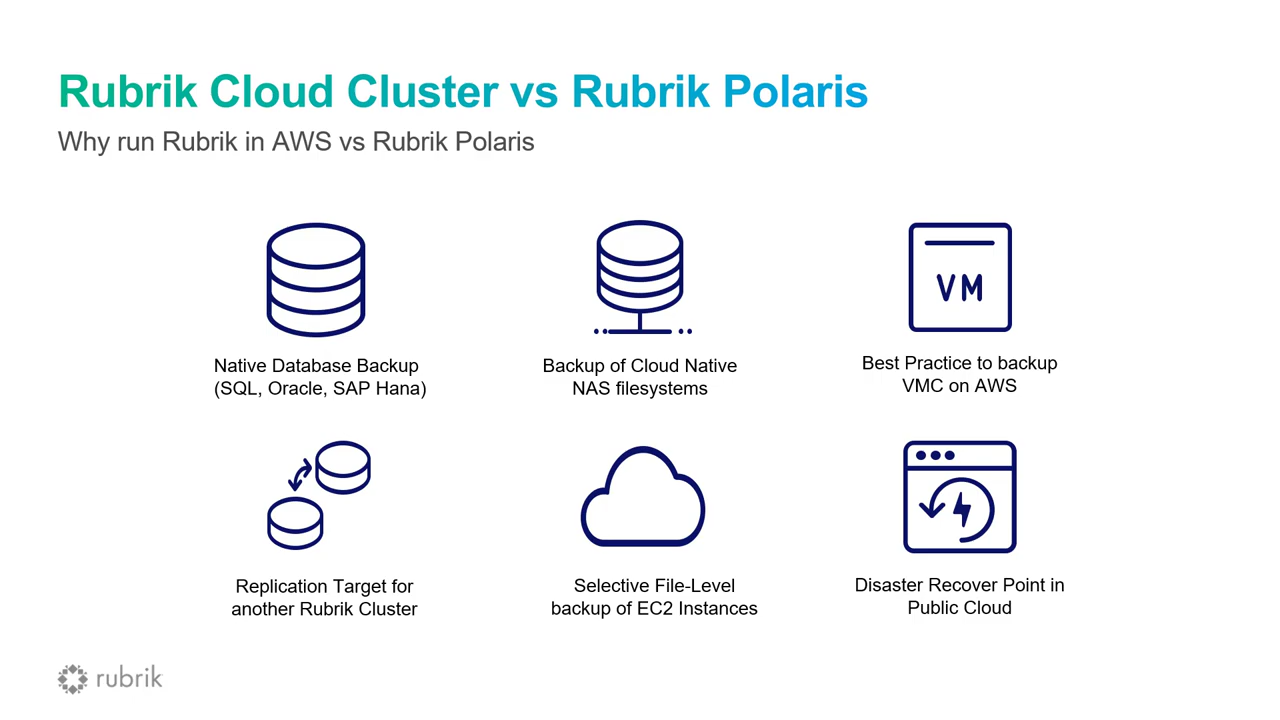 Rubrik Cloud Cluster vs Rubrik Polaris
Why run Rubrik in AWS vs Rubrik Polaris
Native Database Backup
(SQL, Oracle, SAP Hana)
Backup of Cloud Native
NAS filesystems
VM
Best Practice to backup
VMC on AWS
Replication Target for
another Rubrik Cluster
Selective File-Level
backup of EC2 Instances
Disaster Recover Point in
Public Cloud
rubrik